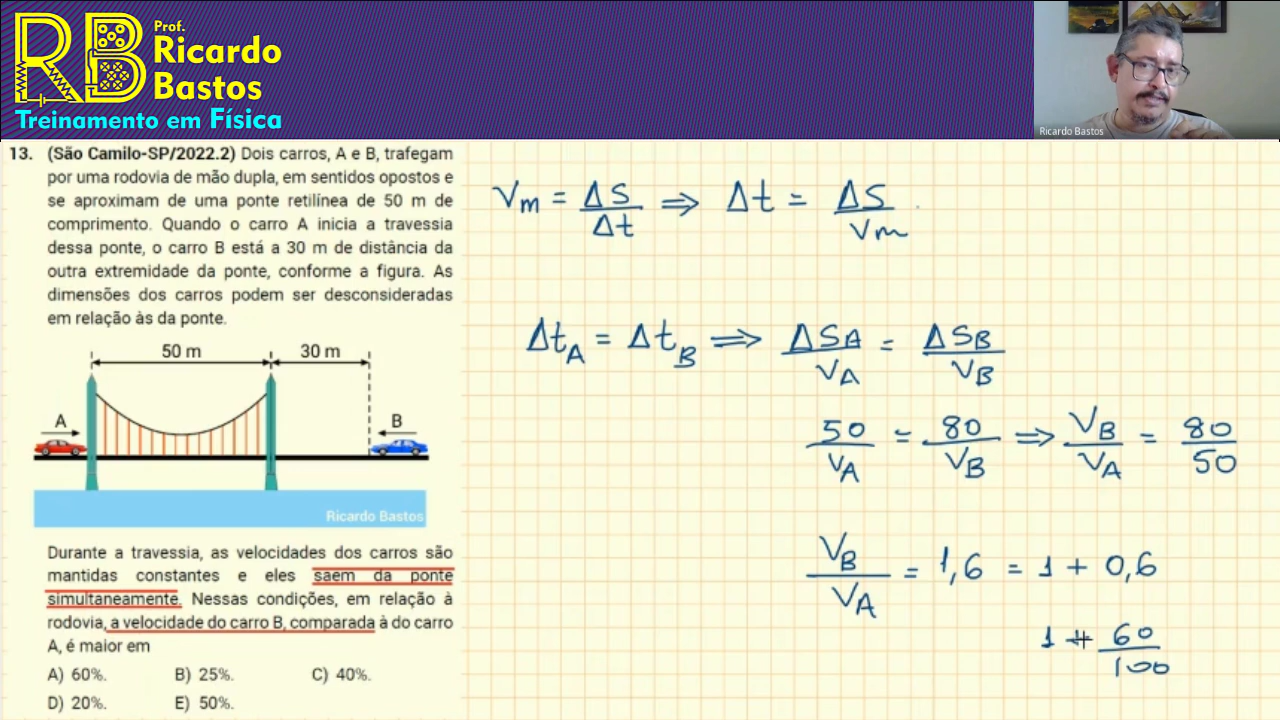 RB
Prof.
Ricardo
Bastos
Treinamento em Física
Ricardo Bastos
13. (São Camilo-SP/2022.2) Dois carros, A e B, trafegam
por uma rodovia de mão dupla, em sentidos opostos e
se aproximam de uma ponte retilínea de 50 m de
comprimento. Quando o carro A inicia a travessia
dessa ponte, o carro B está a 30 m de distância da
outra extremidade da ponte, conforme a figura. As
dimensões dos carros podem ser desconsideradas
em relação às da ponte.
50 m 30 m
A B
Ricardo Bastos
Durante a travessia, as velocidades dos carros são
mantidas constantes e eles saem da ponte
simultaneamente. Nessas condições, em relação à
rodovia, a velocidade do carro B, comparada à do carro
A, é maior em
A) 60%. B) 25%. C) 40%.
D) 20%. E) 50%.
Vm = ΔS/Δt ⇒ Δt = ΔS/Vm
ΔtA = ΔtB ⇒ ΔSA/VA = ΔSB/VB
50/VA = 80/VB ⇒ VB/VA = 80/50
VB/VA = 1,6 = 1 + 0,6
1 + 60/100